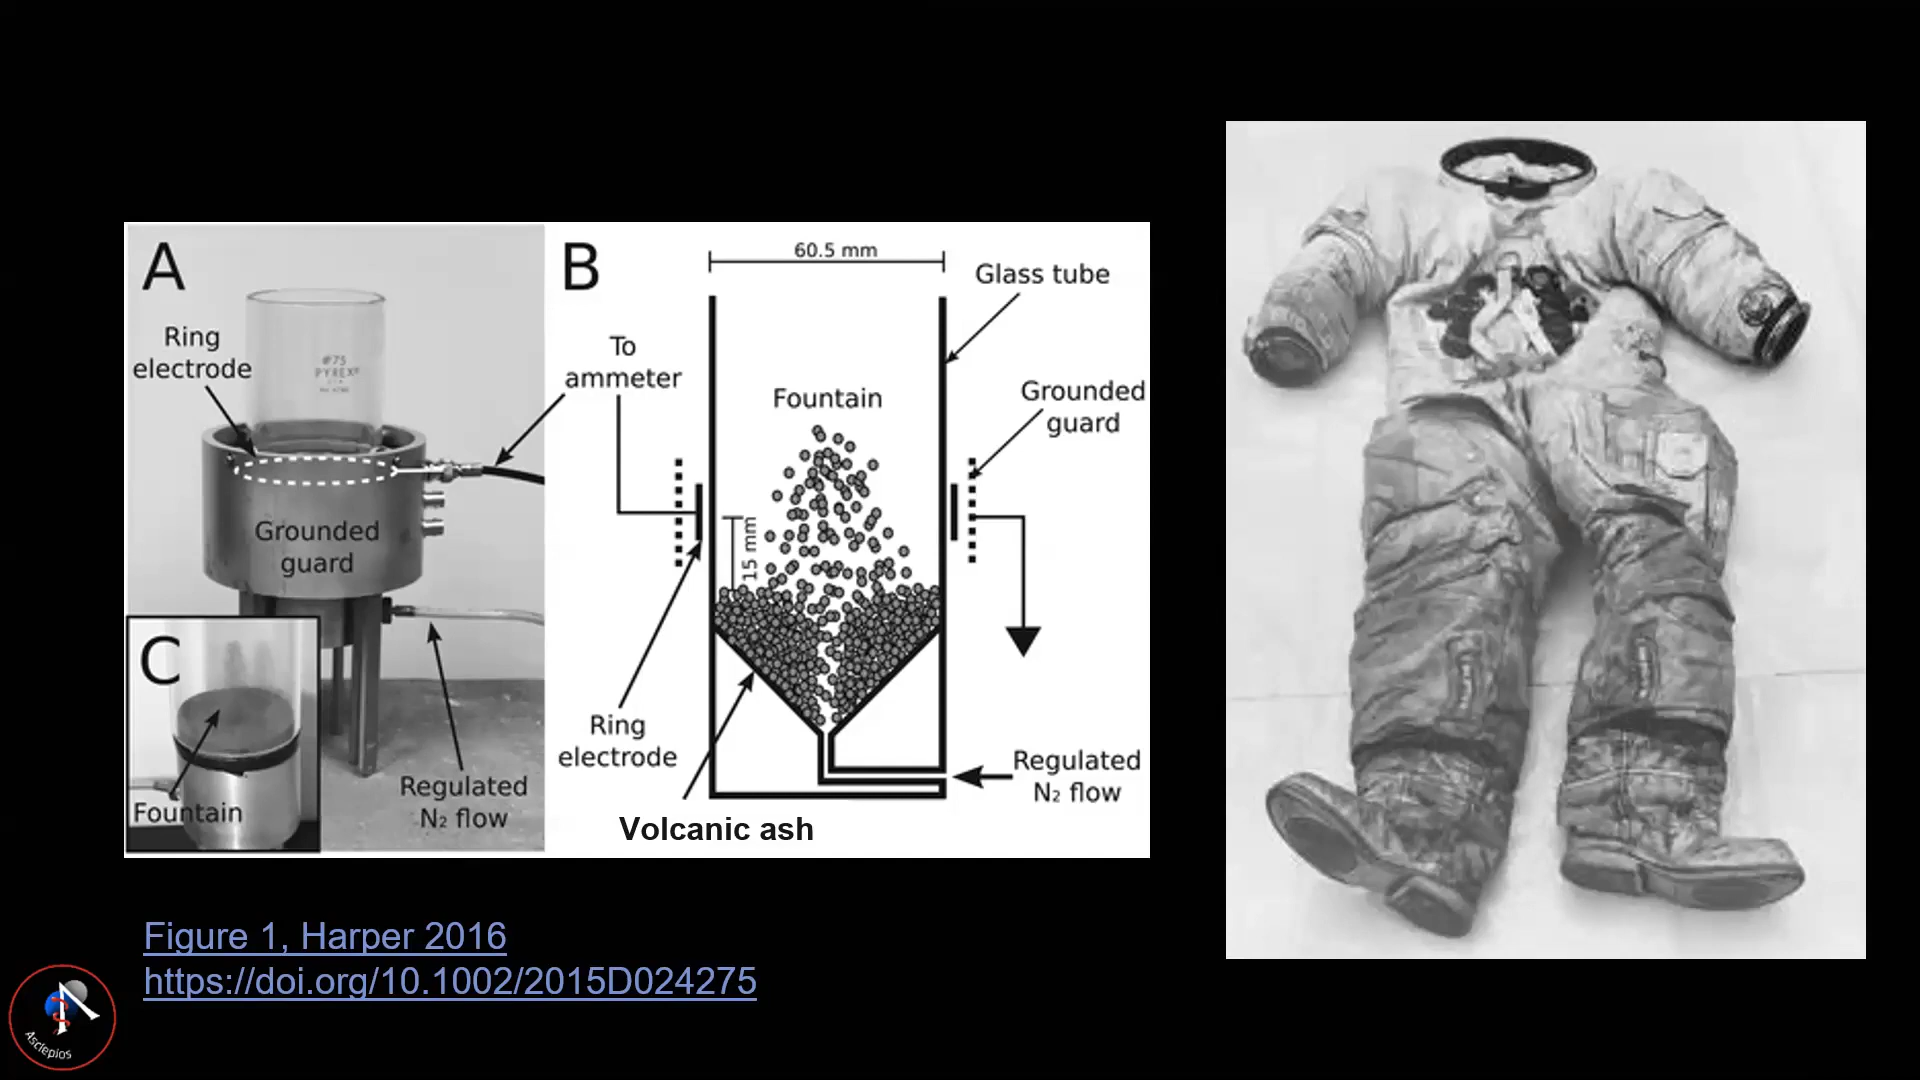 A
Ring
electrode
#75
PYREX®
Grounded
guard
C
Fountain
Regulated
N₂ flow
To
ammeter
B
60.5 mm
Glass tube
Fountain
Grounded
guard
15 mm
Ring
electrode
Regulated
N₂ flow
Volcanic ash
Figure 1, Harper 2016
https://doi.org/10.1002/2015D024275
Asclepios